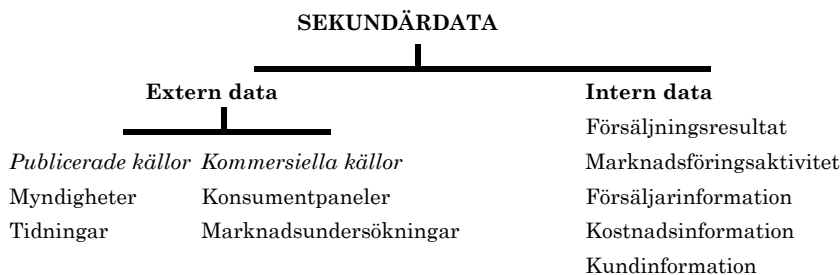 SEKUNDÄRDATA
Extern data
Publicerade källor
Myndigheter
Tidningar
Kommersiella källor
Konsumentpaneler
Marknadsundersökningar
Intern data
Försäljningsresultat
Marknadsföringsaktivitet
Försäljarinformation
Kostnadsinformation
Kundinformation